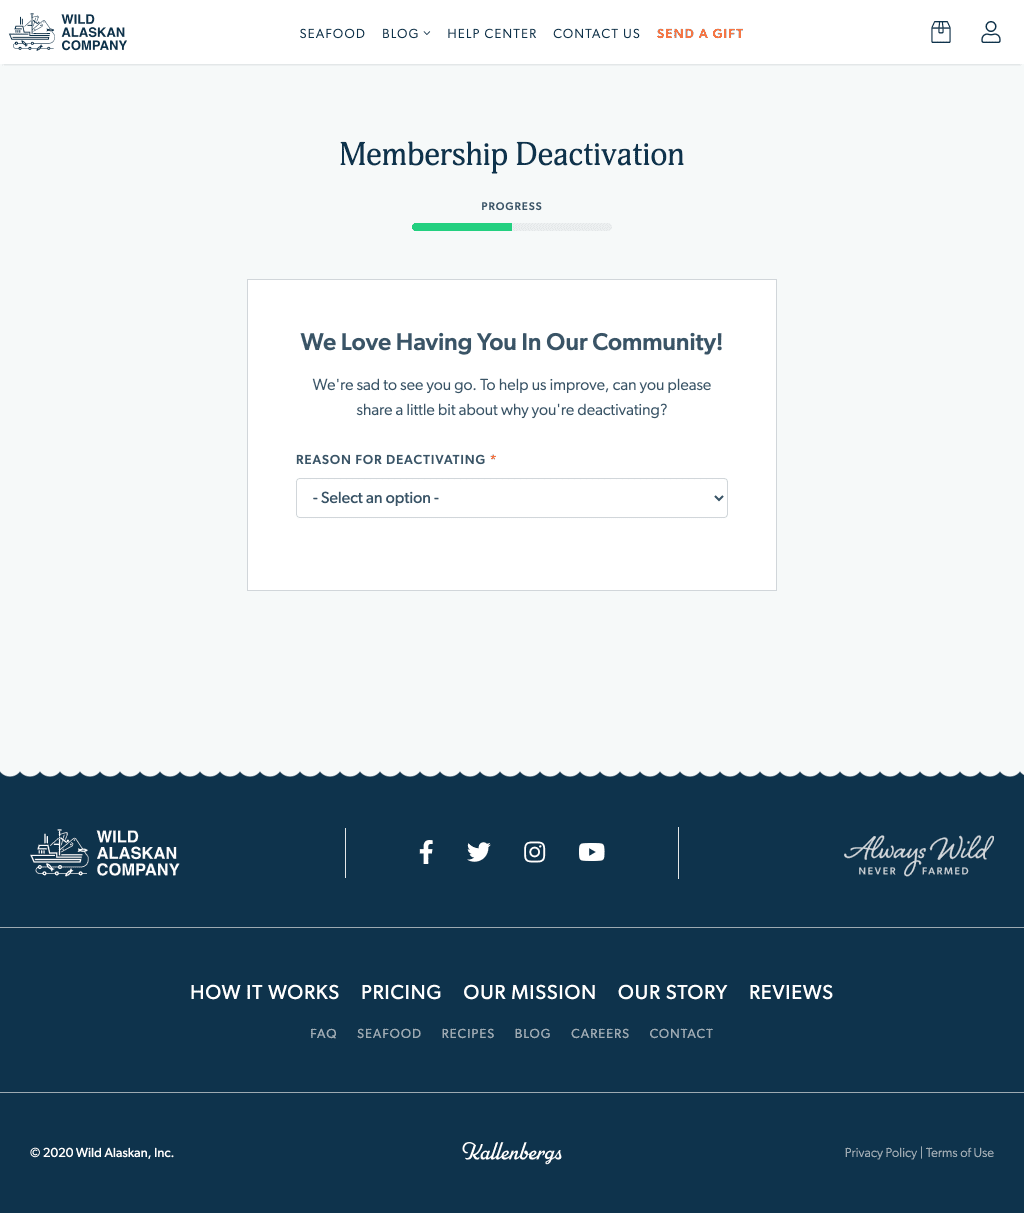 WILD
ALASKAN
COMPANY
SEAFOOD BLOG HELP CENTER CONTACT US SEND A GIFT
Membership Deactivation
PROGRESS
We Love Having You In Our Community!
We're sad to see you go. To help us improve, can you please
share a little bit about why you're deactivating?
REASON FOR DEACTIVATING *
- Select an option -
WILD
ALASKAN
COMPANY
Always Wild
NEVER FARMED
HOW IT WORKS PRICING OUR MISSION OUR STORY REVIEWS
FAQ SEAFOOD RECIPES BLOG CAREERS CONTACT
© 2020 Wild Alaskan, Inc.
Kallenbergs
Privacy Policy | Terms of Use